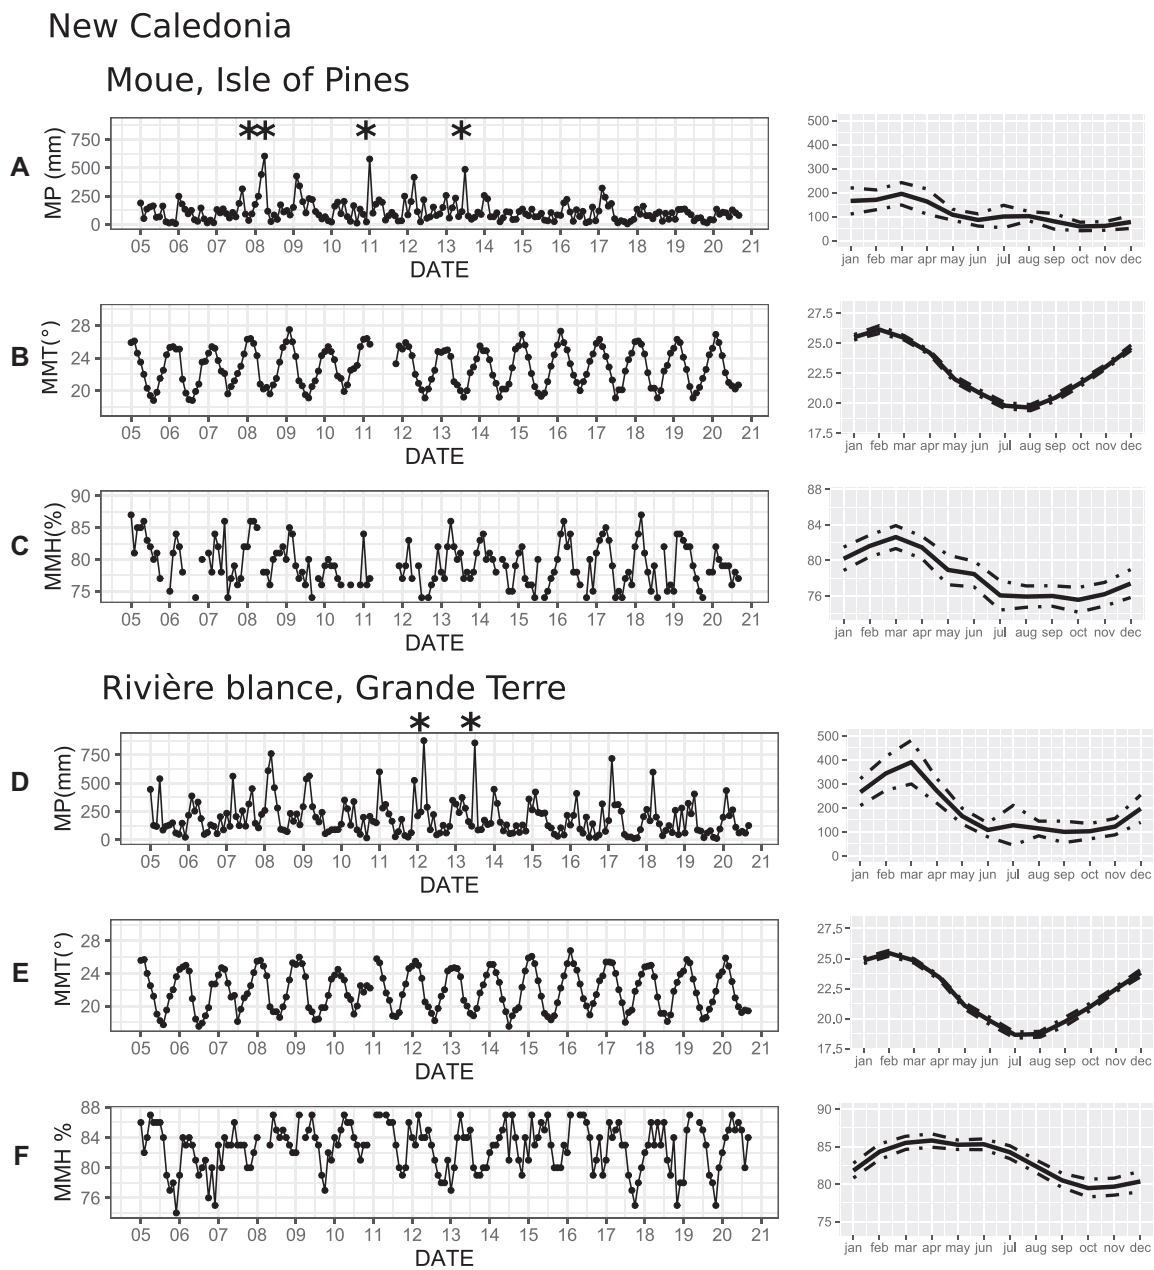 New Caledonia
Moue, Isle of Pines
A
MP (mm)
750
500
250
0
05 06 07 08 09 10 11 12 13 14 15 16 17 18 19 20 21
DATE
**
*
*
500
400
300
200
100
0
jan feb mar apr may jun jul aug sep oct nov dec
B
MMT(°)
28
24
20
05 06 07 08 09 10 11 12 13 14 15 16 17 18 19 20 21
DATE
27.5
25.0
22.5
20.0
17.5
jan feb mar apr may jun jul aug sep oct nov dec
C
MMH(%)
90
85
80
75
05 06 07 08 09 10 11 12 13 14 15 16 17 18 19 20 21
DATE
88
84
80
76
jan feb mar apr may jun jul aug sep oct nov dec
Rivière blance, Grande Terre
*
*
D
MP(mm)
750
500
250
0
05 06 07 08 09 10 11 12 13 14 15 16 17 18 19 20 21
DATE
500
400
300
200
100
0
jan feb mar apr may jun jul aug sep oct nov dec
E
MMT(°)
28
24
20
05 06 07 08 09 10 11 12 13 14 15 16 17 18 19 20 21
DATE
27.5
25.0
22.5
20.0
17.5
jan feb mar apr may jun jul aug sep oct nov dec
F
MMH %
88
84
80
76
05 06 07 08 09 10 11 12 13 14 15 16 17 18 19 20 21
DATE
90
85
80
75
jan feb mar apr may jun jul aug sep oct nov dec